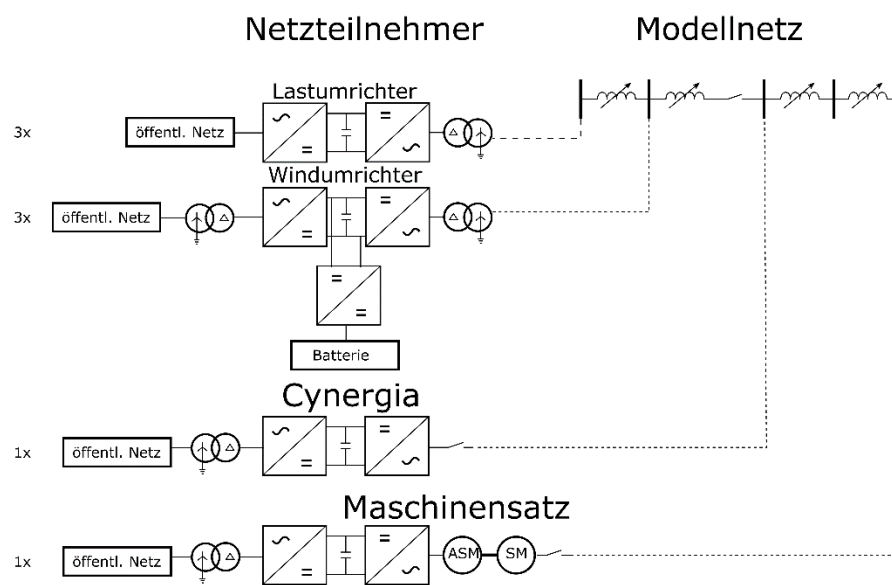 Netzteilnehmer
Modellnetz
Lastumrichter
3x
öffentl. Netz
Windumrichter
3x
öffentl. Netz
Batterie
Cynergia
1x
öffentl. Netz
Maschinensatz
1x
öffentl. Netz
ASM
SM